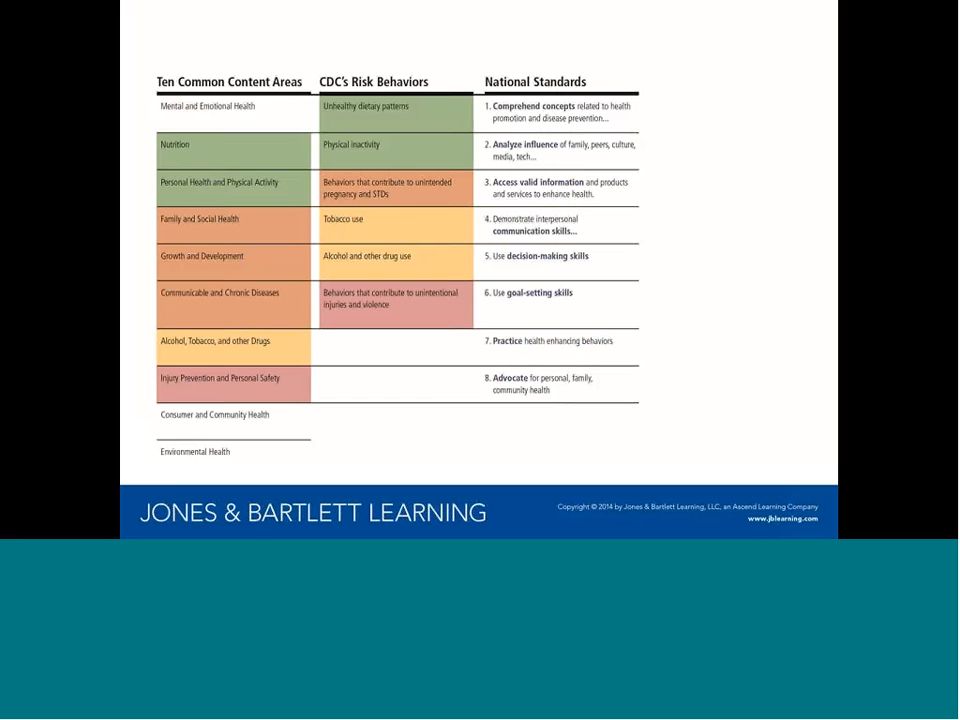 Ten Common Content Areas
CDC's Risk Behaviors
National Standards
Mental and Emotional Health
Unhealthy dietary patterns
1. Comprehend concepts related to health
promotion and disease prevention...
Nutrition
Physical inactivity
2. Analyze influence of family, peers, culture,
media, tech...
Personal Health and Physical Activity
Behaviors that contribute to unintended
pregnancy and STDs
3. Access valid information and products
and services to enhance health.
Family and Social Health
Tobacco use
4. Demonstrate interpersonal
communication skills...
Growth and Development
Alcohol and other drug use
5. Use decision-making skills
Communicable and Chronic Diseases
Behaviors that contribute to unintentional
injuries and violence
6. Use goal-setting skills
Alcohol, Tobacco, and other Drugs
7. Practice health enhancing behaviors
Injury Prevention and Personal Safety
8. Advocate for personal, family,
community health
Consumer and Community Health
Environmental Health
JONES & BARTLETT LEARNING
Copyright © 2014 by Jones & Bartlett Learning, LLC, an Ascend Learning Company
www.jblearning.com